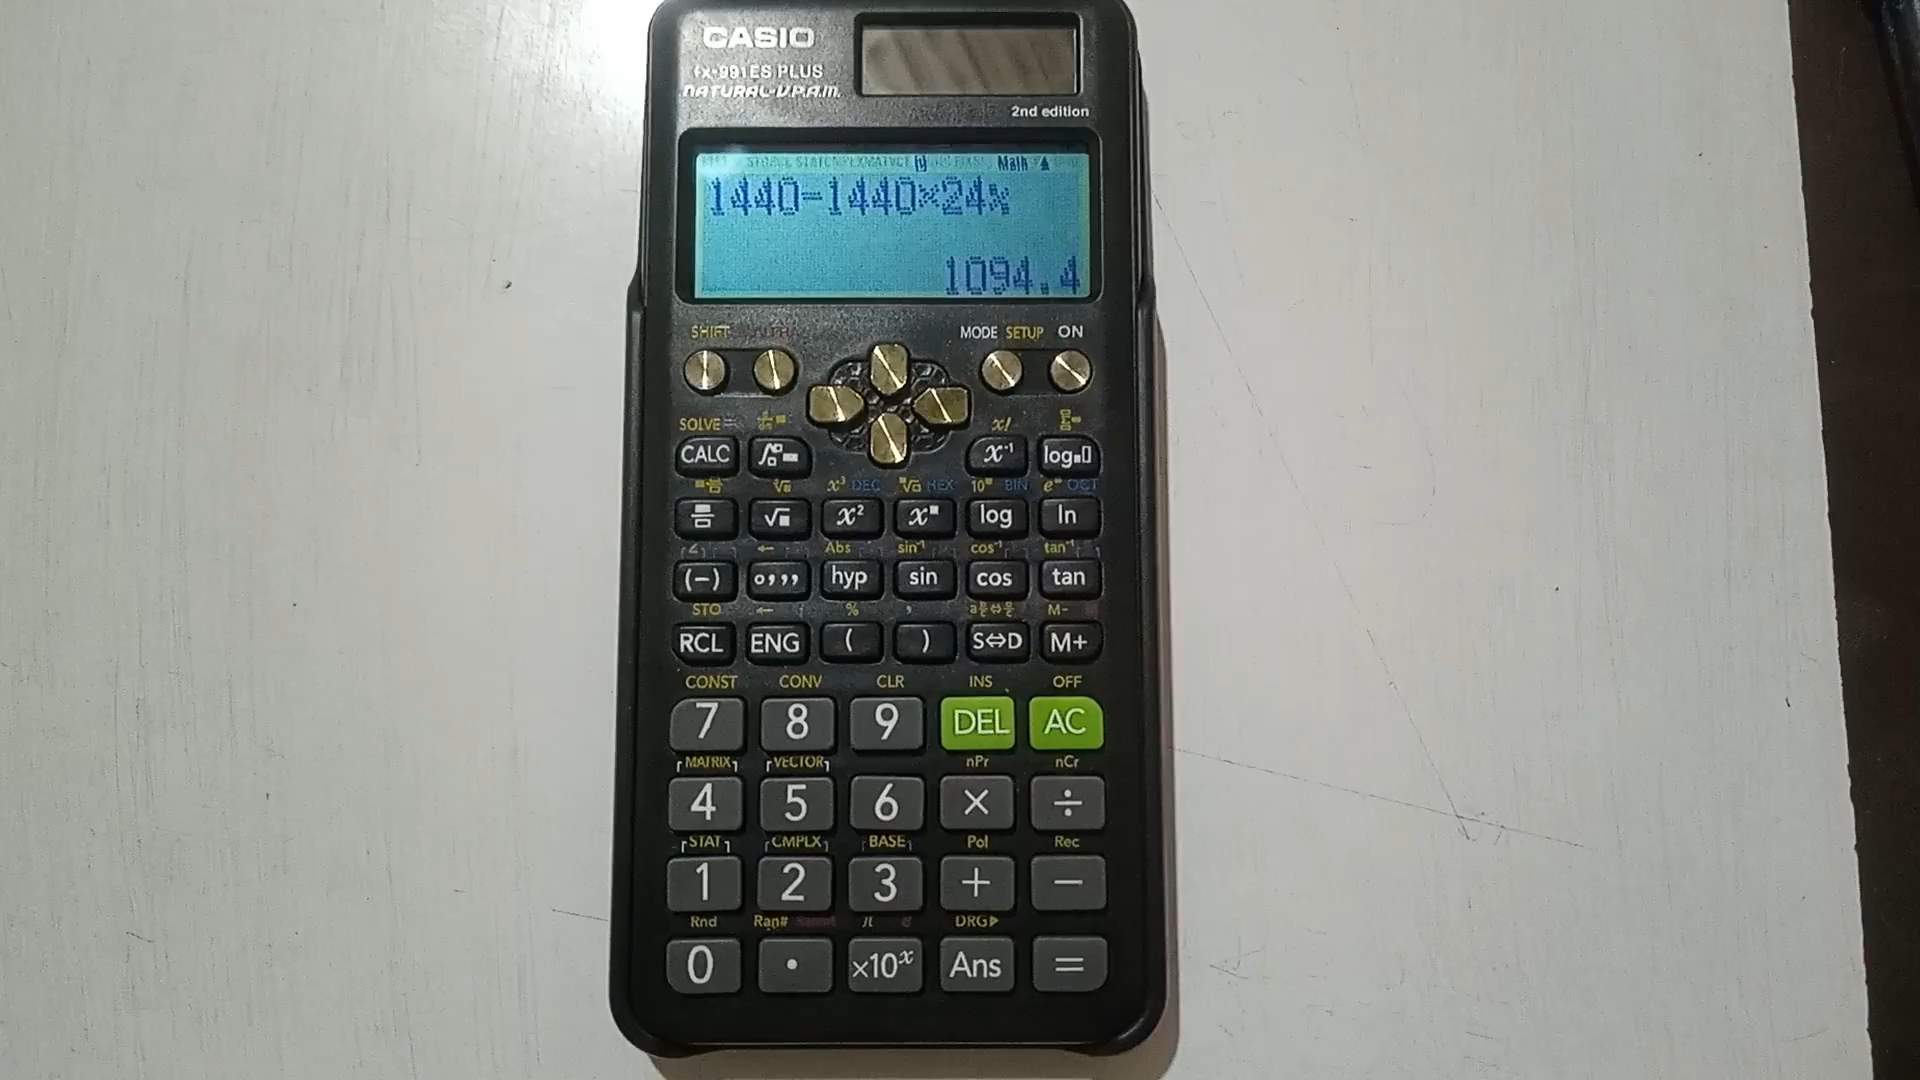 CASIO
fx-991ES PLUS
NATURAL-V.P.A.M.
2nd edition
Math ▲
1440-1440×24%
1094.4
SHIFT ALPHA MODE SETUP ON
SOLVE = x!
CALC x⁻¹ log
x³ DEC HEX 10 BIN e OCT
√ x² x log ln
∠ ← Abs sin⁻¹ cos⁻¹ tan⁻¹
(−) hyp sin cos tan
STO ← % , M-
RCL ENG ( ) S⇔D M+
CONST CONV CLR INS OFF
7 8 9 DEL AC
MATRIX VECTOR nPr nCr
4 5 6 × ÷
STAT CMPLX BASE Pol Rec
1 2 3 + −
Rnd Ran# π e DRG▶
0 . ×10ˣ Ans =